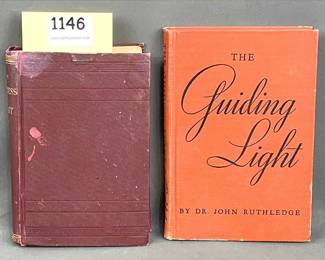 1146
THE
Guiding
Light
BY DR. JOHN RUTHLEDGE